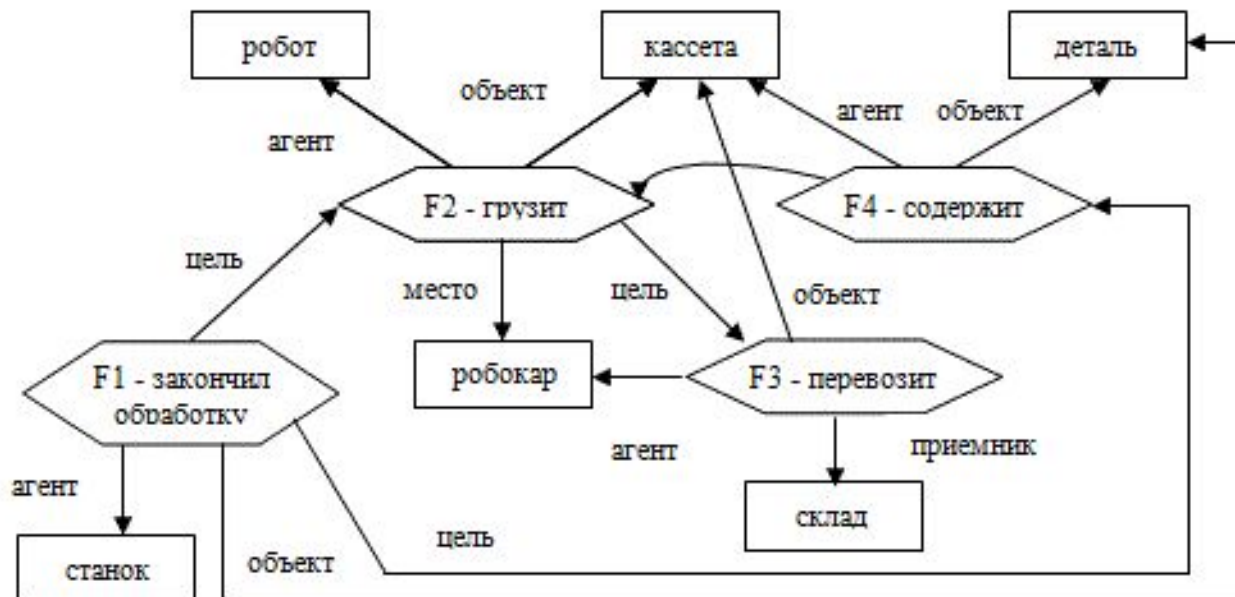 робот
кассета
деталь
объект
агент
объект
агент
F2 - грузит
F4 - содержит
цель
место
цель
объект
F1 - закончил
обработку
робокар
F3 - перевозит
агент
приемник
агент
склад
цель
станок
объект